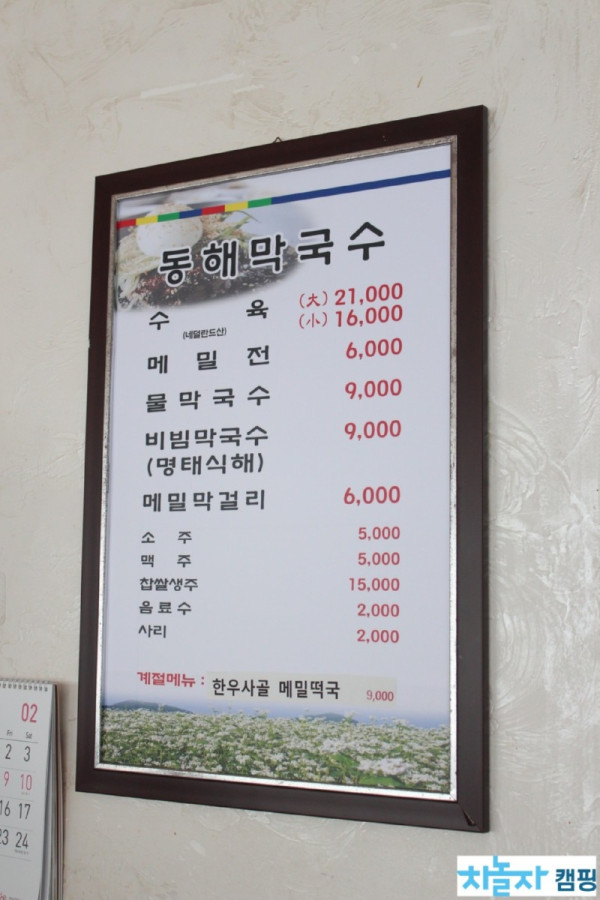 동해막국수
수 육 (大) 21,000
(네덜란드산) (小) 16,000
메 밀 전 6,000
물 막 국 수 9,000
비빔막국수 9,000
(명태식해)
메밀막걸리 6,000
소 주 5,000
맥 주 5,000
찹쌀생주 15,000
음 료 수 2,000
사리 2,000
계절메뉴 : 한우사골 메밀떡국 9,000
02
Fri Sat
2 3
9 10
16 17
23 24
차놀자 캠핑